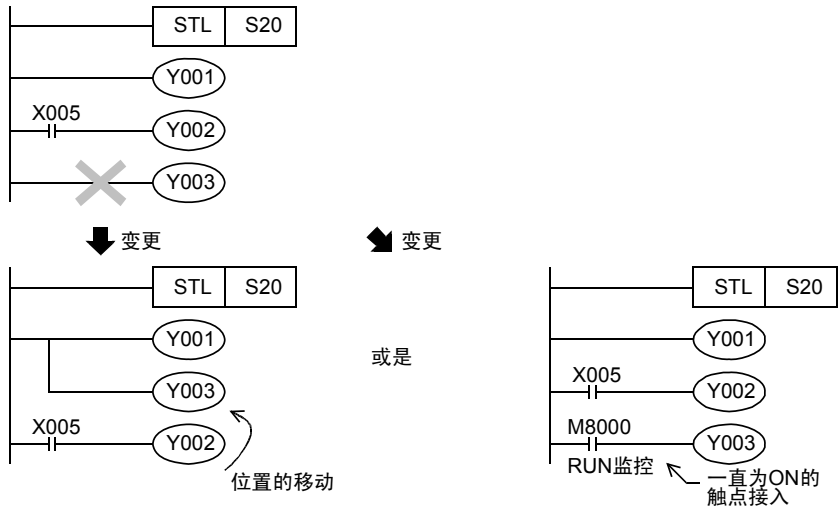 STL S20
Y001
X005
Y002
Y003
变更
变更
STL S20
Y001
Y003
X005
Y002
位置的移动
或是
STL S20
Y001
X005
Y002
M8000
Y003
RUN监控
一直为ON的
触点接入